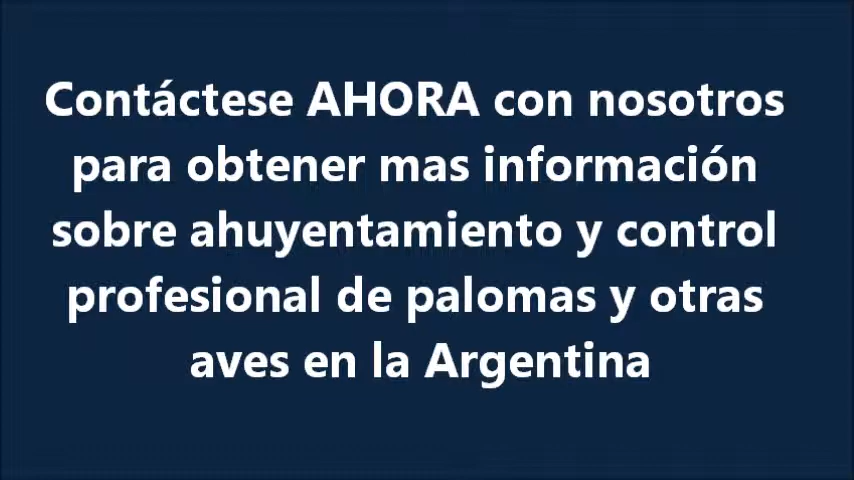 Contáctese AHORA con nosotros
para obtener mas información
sobre ahuyentamiento y control
profesional de palomas y otras
aves en la Argentina